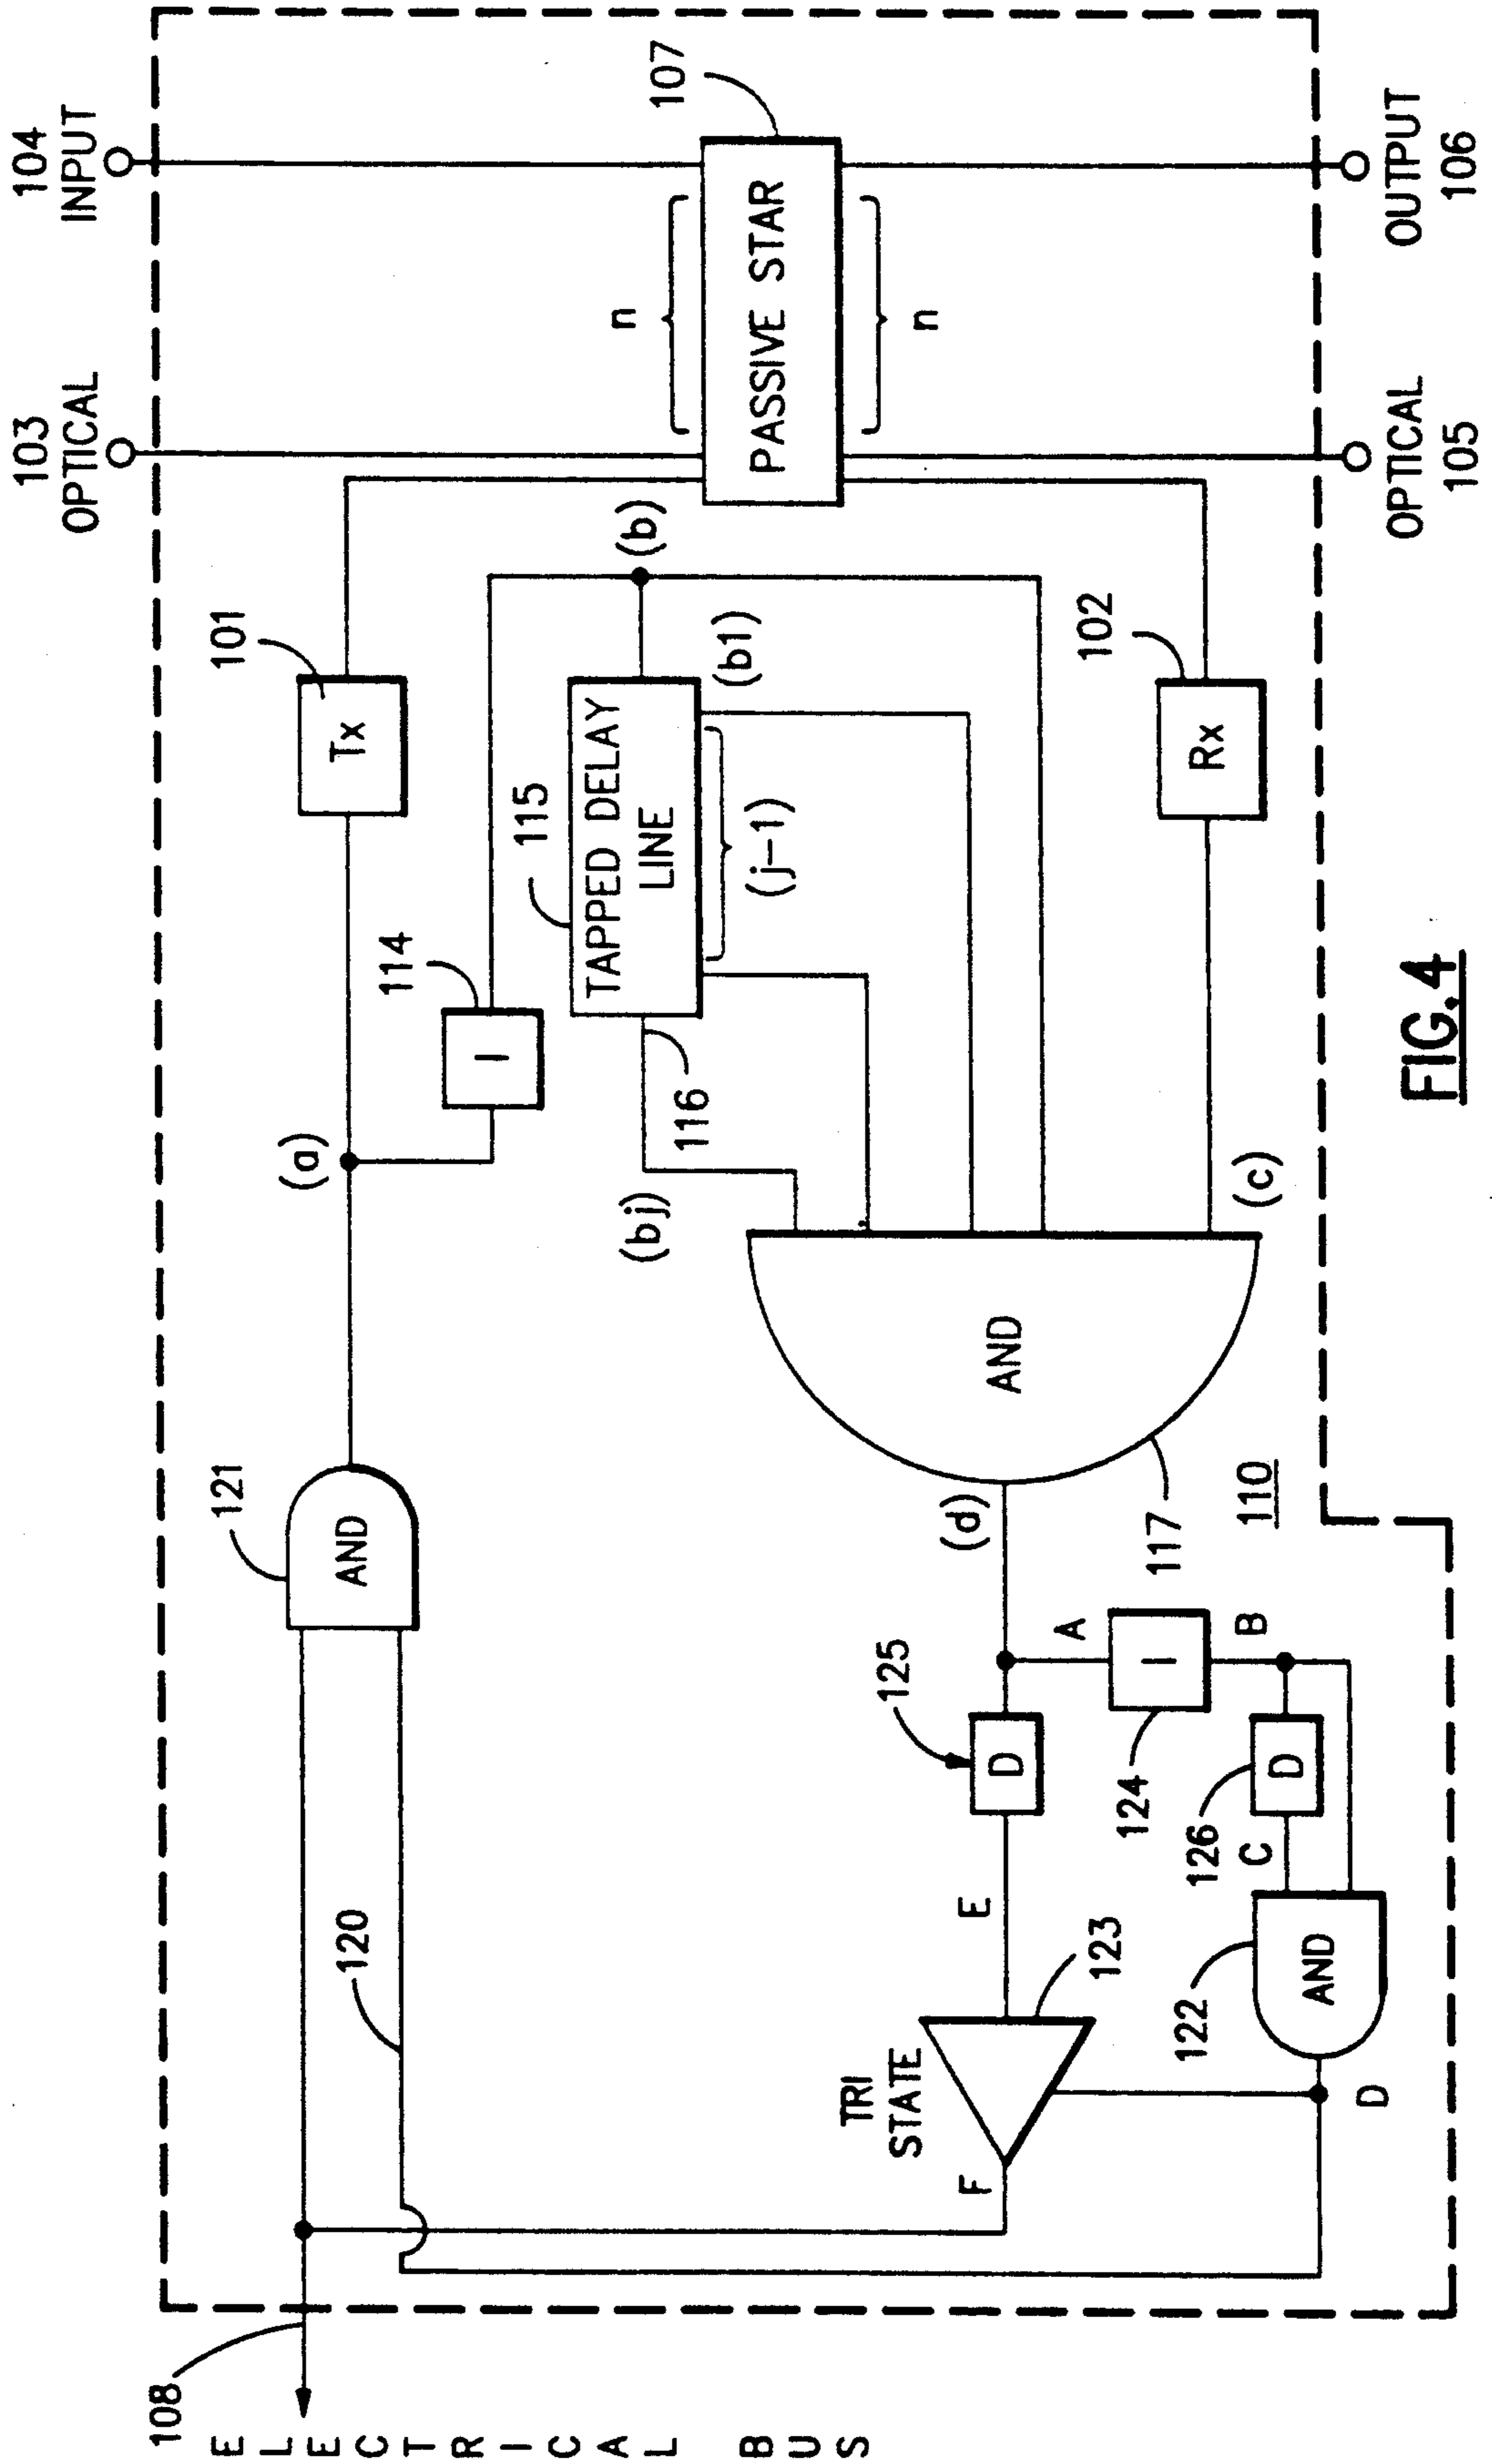 108
ELECTRICAL BUS
120
121
AND
(a)
114
I
101
Tx
103
OPTICAL
104
INPUT
107
PASSIVE STAR
n
n
(b)
115
TAPPED DELAY
LINE
(b1)
(j-1)
116
(bj)
102
Rx
(c)
AND
117
(d)
110
A
I
124
B
125
D
126
D
C
E
TRI
STATE
123
F
122
AND
D
OPTICAL
105
OUTPUT
106
FIG.4